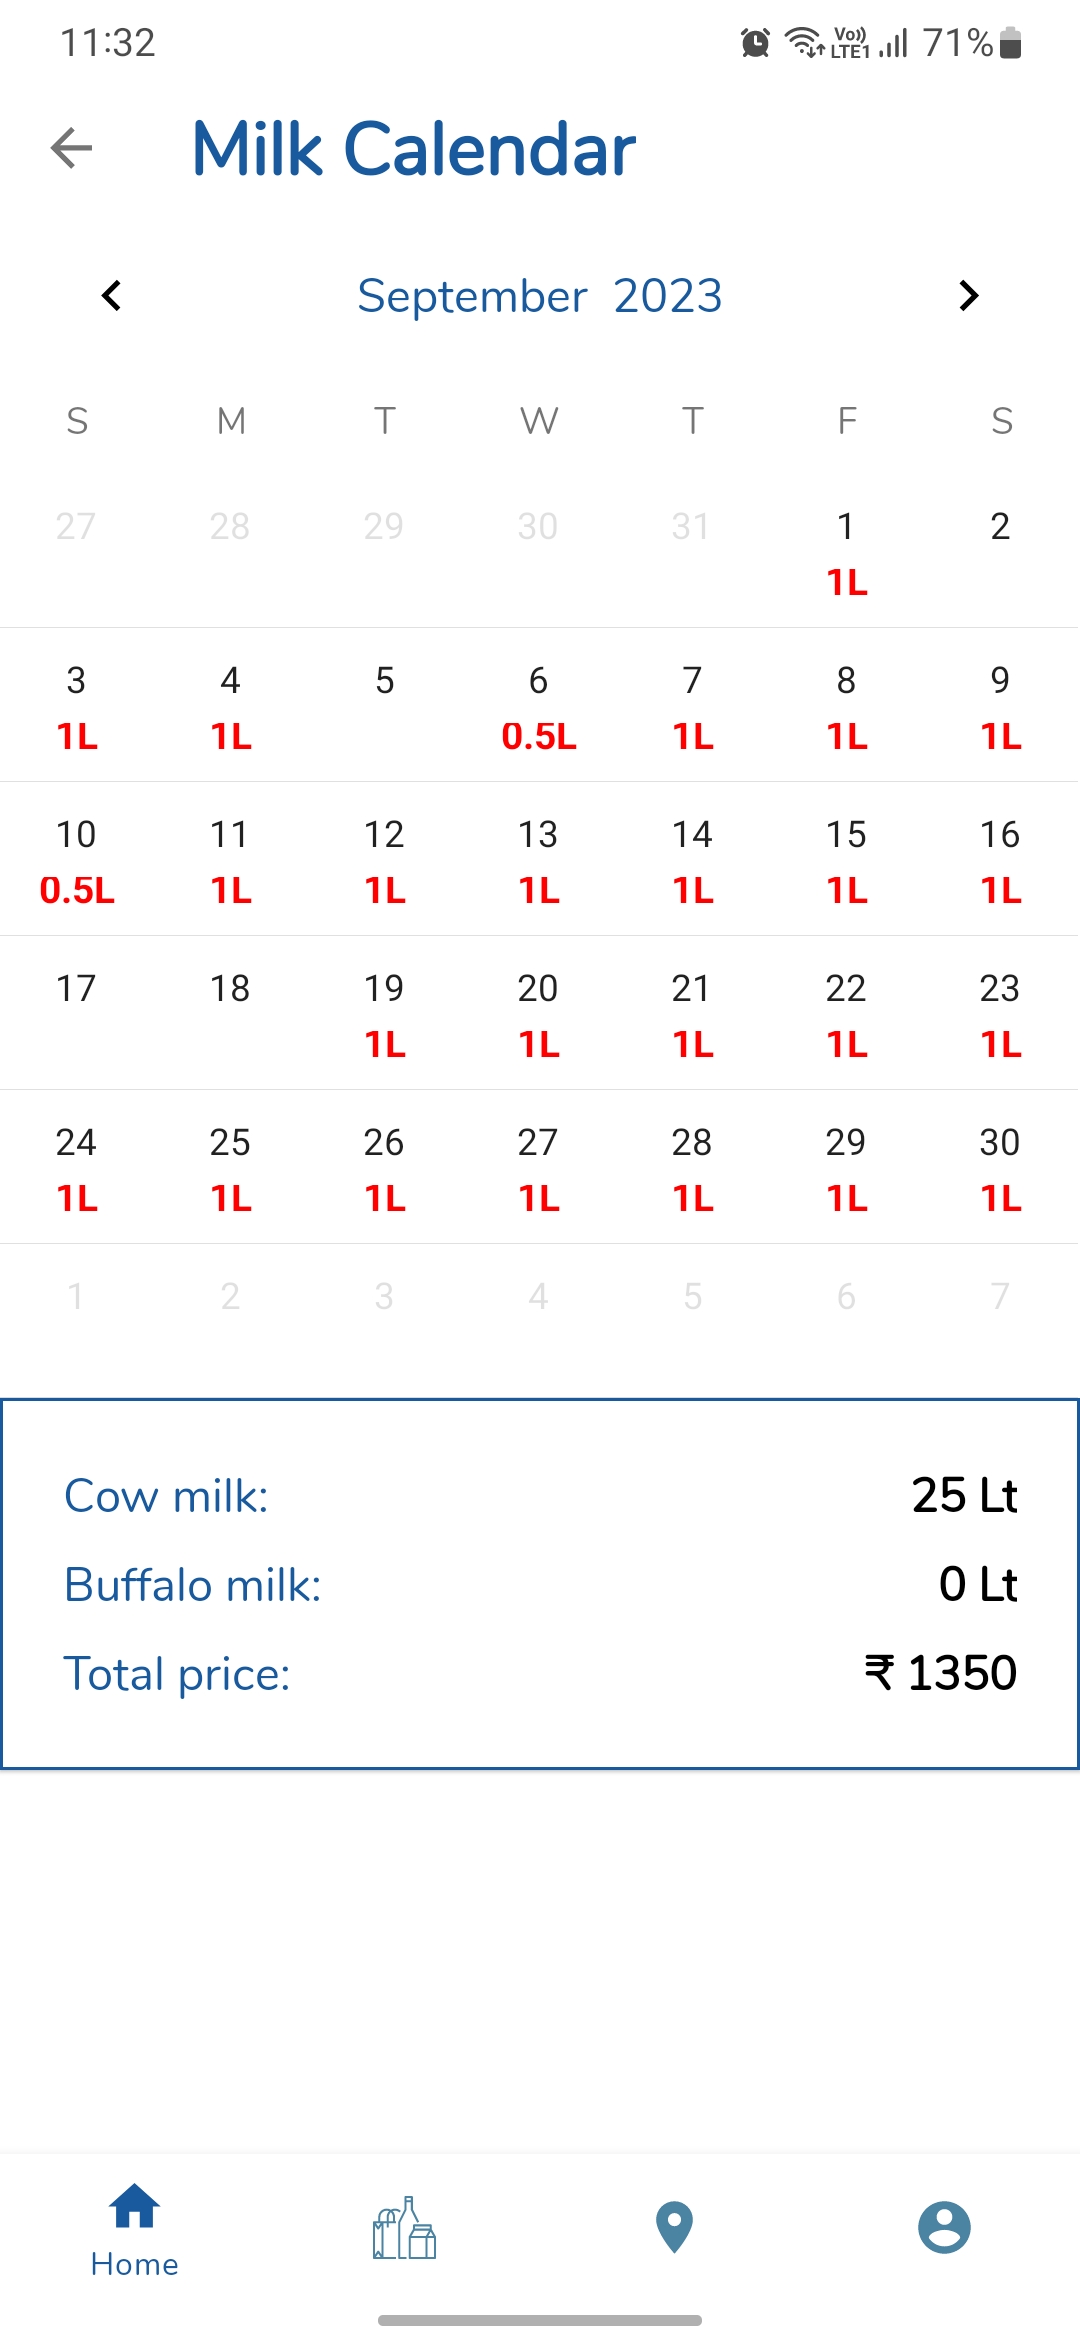 11:32 Vo)) LTE1 71%
Milk Calendar
September 2023
S M T W T F S
27 28 29 30 31 1 2
1L
3 4 5 6 7 8 9
1L 1L 0.5L 1L 1L 1L
10 11 12 13 14 15 16
0.5L 1L 1L 1L 1L 1L 1L
17 18 19 20 21 22 23
1L 1L 1L 1L 1L
24 25 26 27 28 29 30
1L 1L 1L 1L 1L 1L 1L
1 2 3 4 5 6 7
Cow milk: 25 Lt
Buffalo milk: 0 Lt
Total price: ₹ 1350
Home